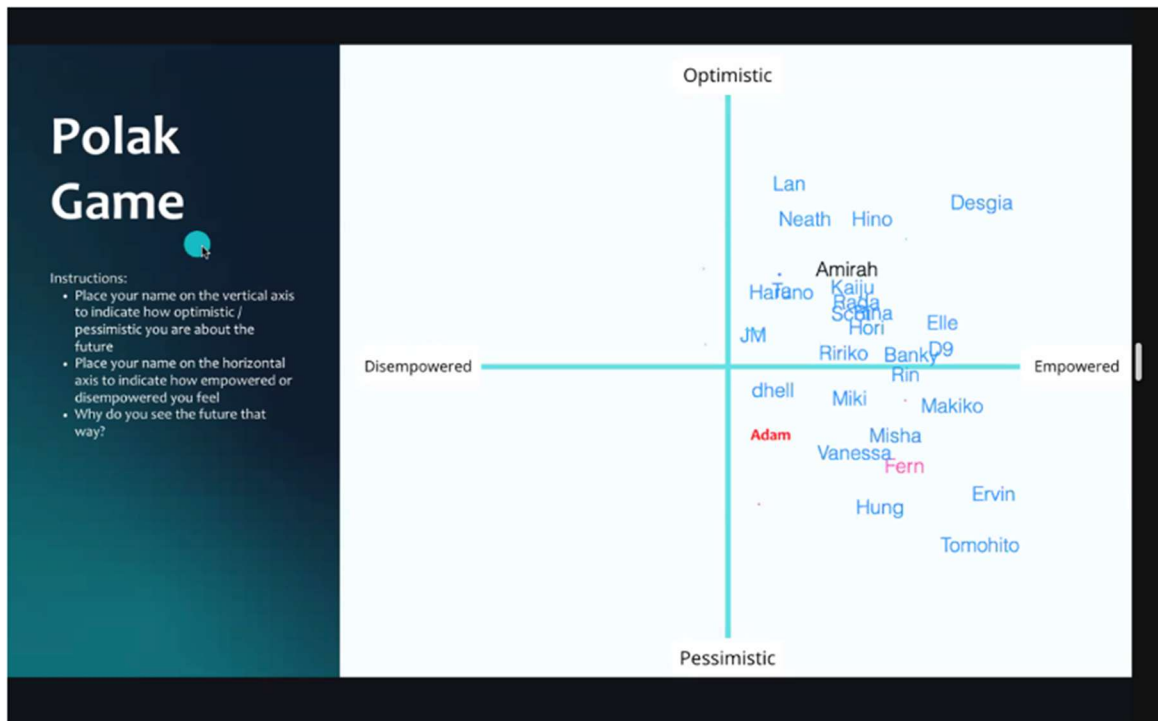 Polak
Game
Instructions:
• Place your name on the vertical axis
to indicate how optimistic /
pessimistic you are about the
future
• Place your name on the horizontal
axis to indicate how empowered or
disempowered you feel
• Why do you see the future that
way?
Optimistic
Lan
Desgia
Neath Hino
Amirah
Kaiju
Harano
Rada
Hori
Elle
JM
D9
Ririko Banky
Disempowered Empowered
Rin
dhell Miki
Makiko
Adam Misha
Vanessa
Fern
Ervin
Hung
Tomohito
Pessimistic